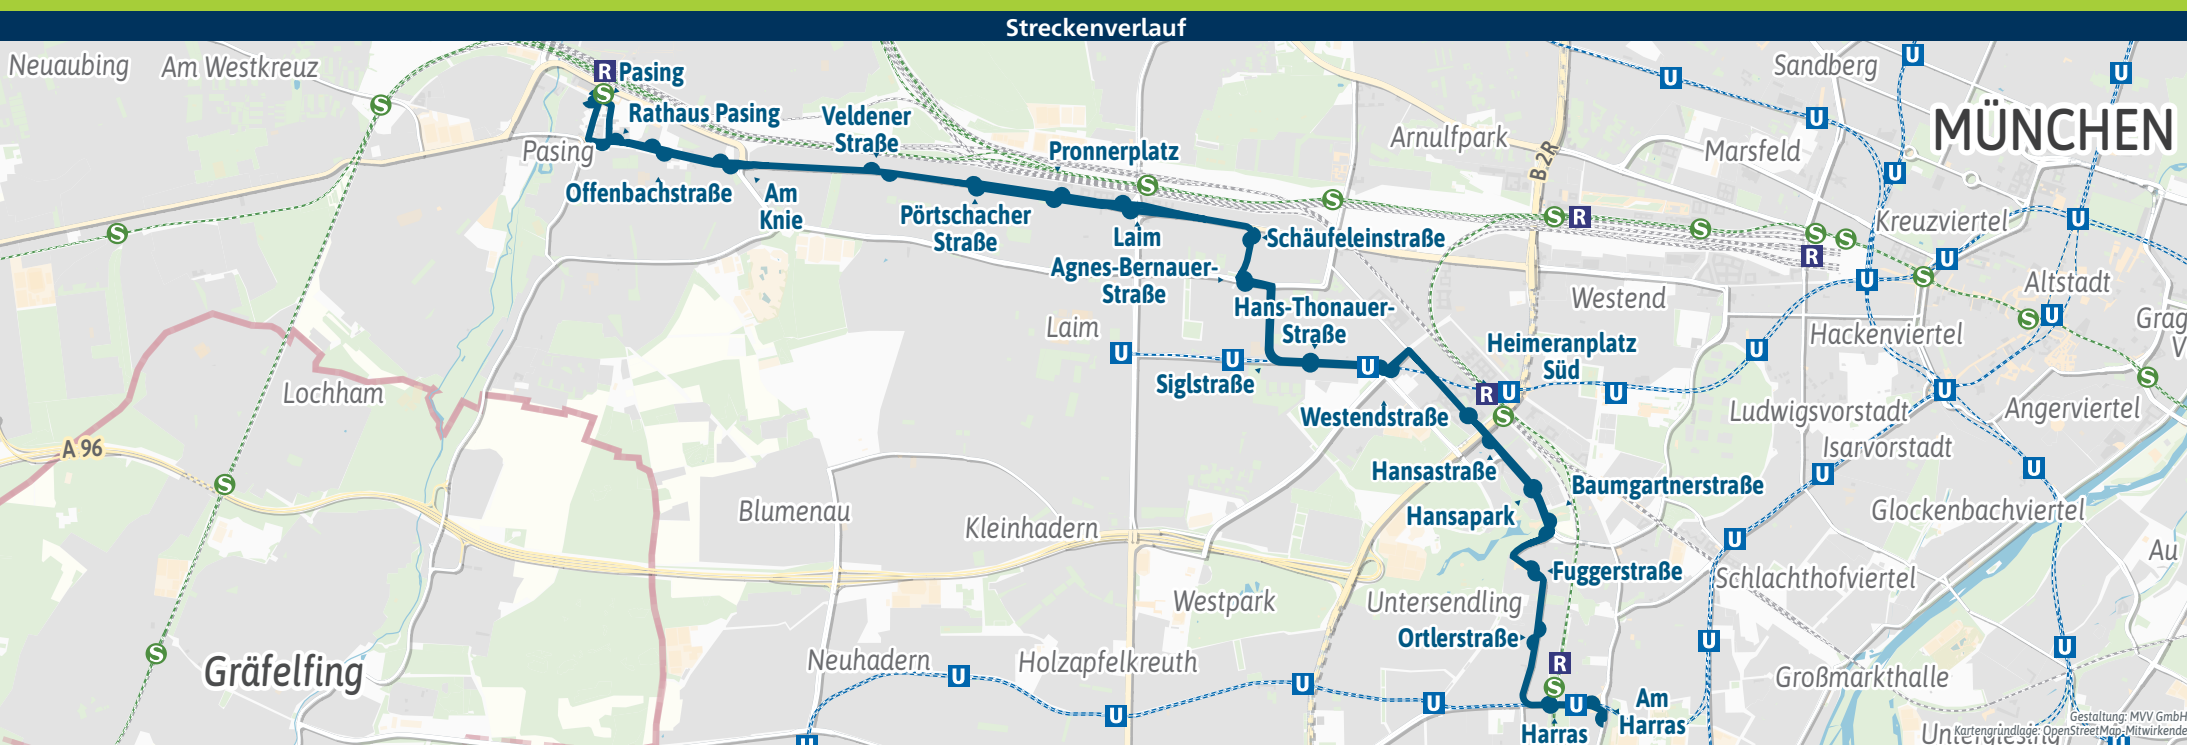 Streckenverlauf
Neuaubing
Am Westkreuz
R Pasing
S
Rathaus Pasing
Pasing
Offenbachstraße
Am
Knie
Veldener
Straße
Pörtschacher
Straße
Pronnerplatz
Laim
Schäufeleinstraße
Agnes-Bernauer-
Straße
Hans-Thonauer-
Straße
Laim
U
U
Siglstraße
U
Westendstraße
Heimeranplatz
Süd
R U
S
Hansastraße
Baumgartnerstraße
Hansapark
Fuggerstraße
Untersendling
Ortlerstraße
R
S
U
Harras
Am
Harras
Arnulfpark
B 2R
Sandberg
MÜNCHEN
Marsfeld
Kreuzviertel
Altstadt
Westend
Hackenviertel
Ludwigsvorstadt
Isarvorstadt
Angerviertel
Glockenbachviertel
Au
Schlachthofviertel
Großmarkthalle
Lochham
A 96
Blumenau
Kleinhadern
Westpark
Gräfelfing
Neuhadern
Holzapfelkreuth
Gestaltung: MVV GmbH
Kartengrundlage: OpenStreetMap-Mitwirkende